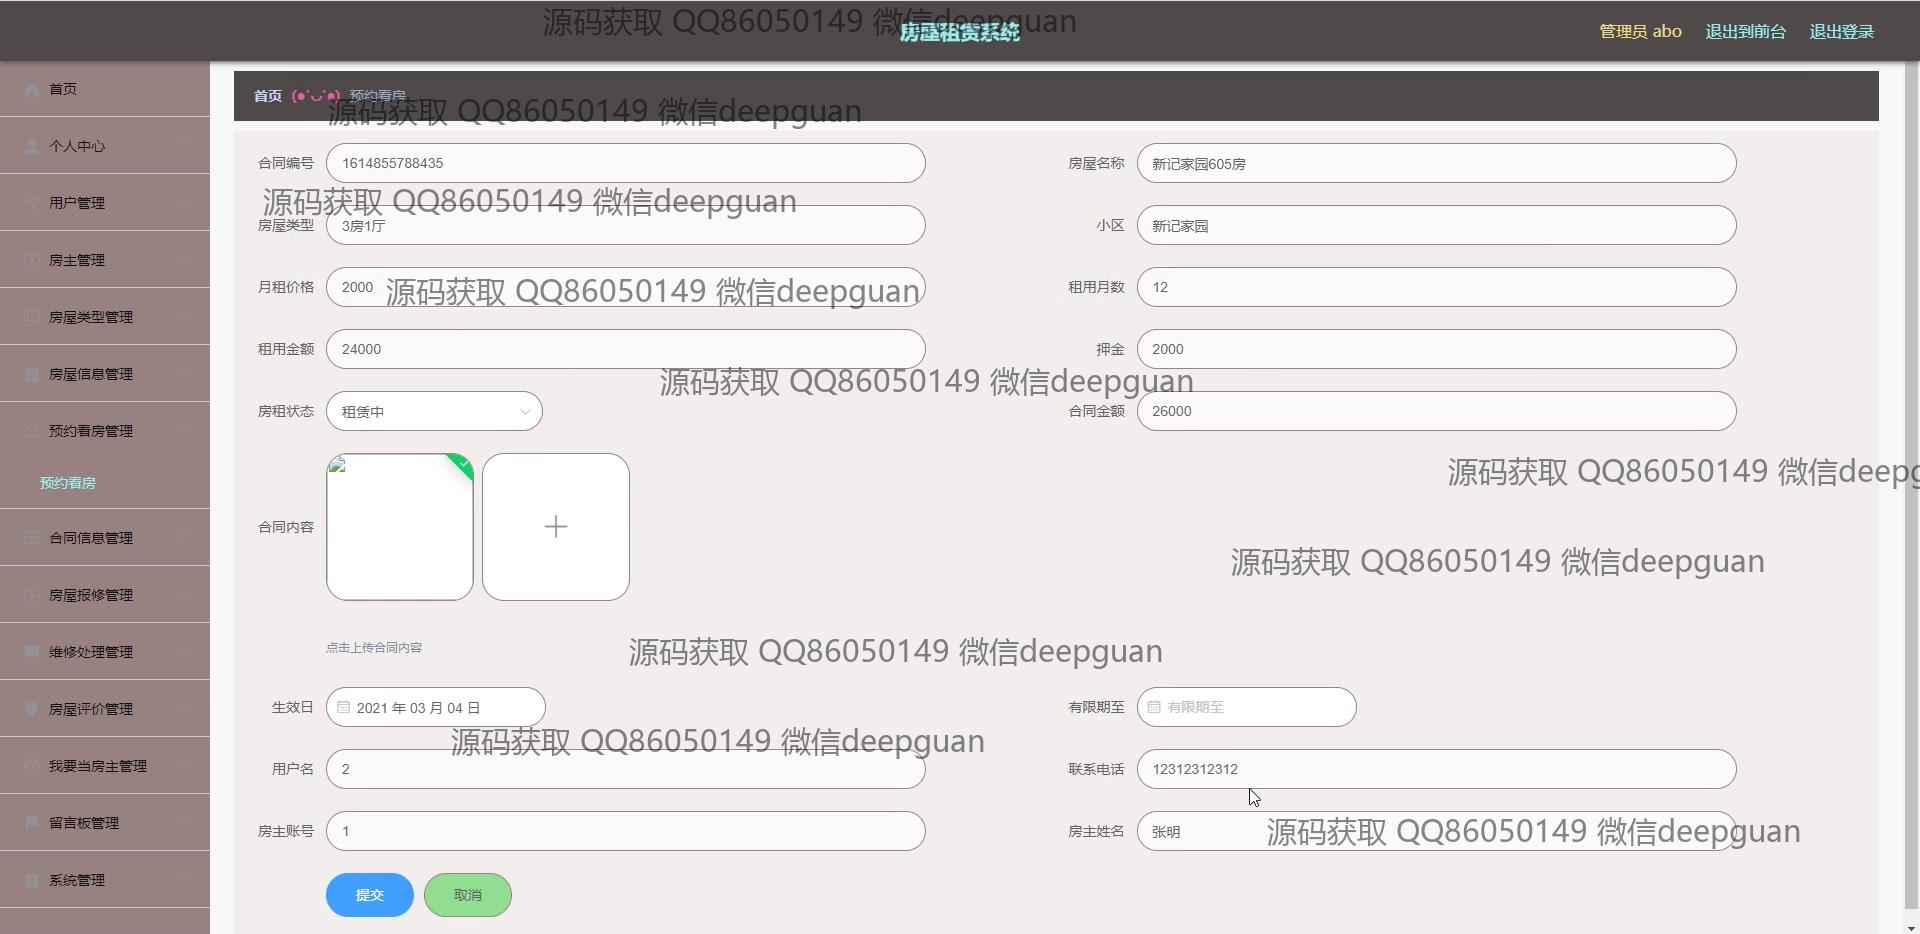 源码获取 QQ86050149 微信deepguan
房屋租赁系统
管理员 abo 退出到前台 退出登录
首页
个人中心
用户管理
房主管理
房屋类型管理
房屋信息管理
预约看房管理
预约看房
合同信息管理
房屋报修管理
维修处理管理
房屋评价管理
我要当房主管理
留言板管理
系统管理
首页 (●'◡'●) 预约看房
源码获取 QQ86050149 微信deepguan
合同编号 1614855788435 房屋名称 新记家园605房
源码获取 QQ86050149 微信deepguan
房屋类型 3房1厅 小区 新记家园
月租价格 2000 租用月数 12
源码获取 QQ86050149 微信deepguan
租用金额 24000 押金 2000
源码获取 QQ86050149 微信deepguan
房租状态 租赁中 合同金额 26000
源码获取 QQ86050149 微信deepg
合同内容
源码获取 QQ86050149 微信deepguan
点击上传合同内容
源码获取 QQ86050149 微信deepguan
生效日 2021 年 03 月 04 日 有限期至 有限期至
源码获取 QQ86050149 微信deepguan
用户名 2 联系电话 12312312312
房主账号 1 房主姓名 张明
源码获取 QQ86050149 微信deepguan
提交 取消